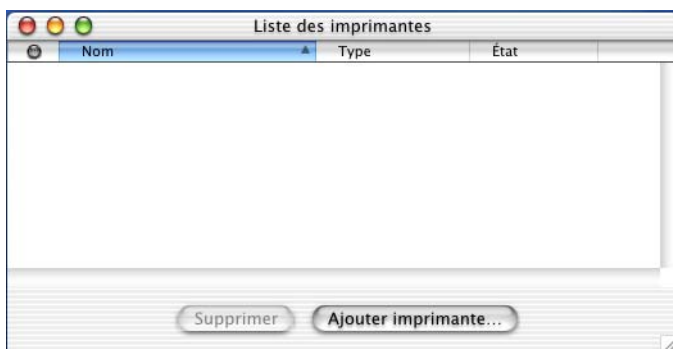 Liste des imprimantes
Nom Type État
Supprimer Ajouter imprimante...